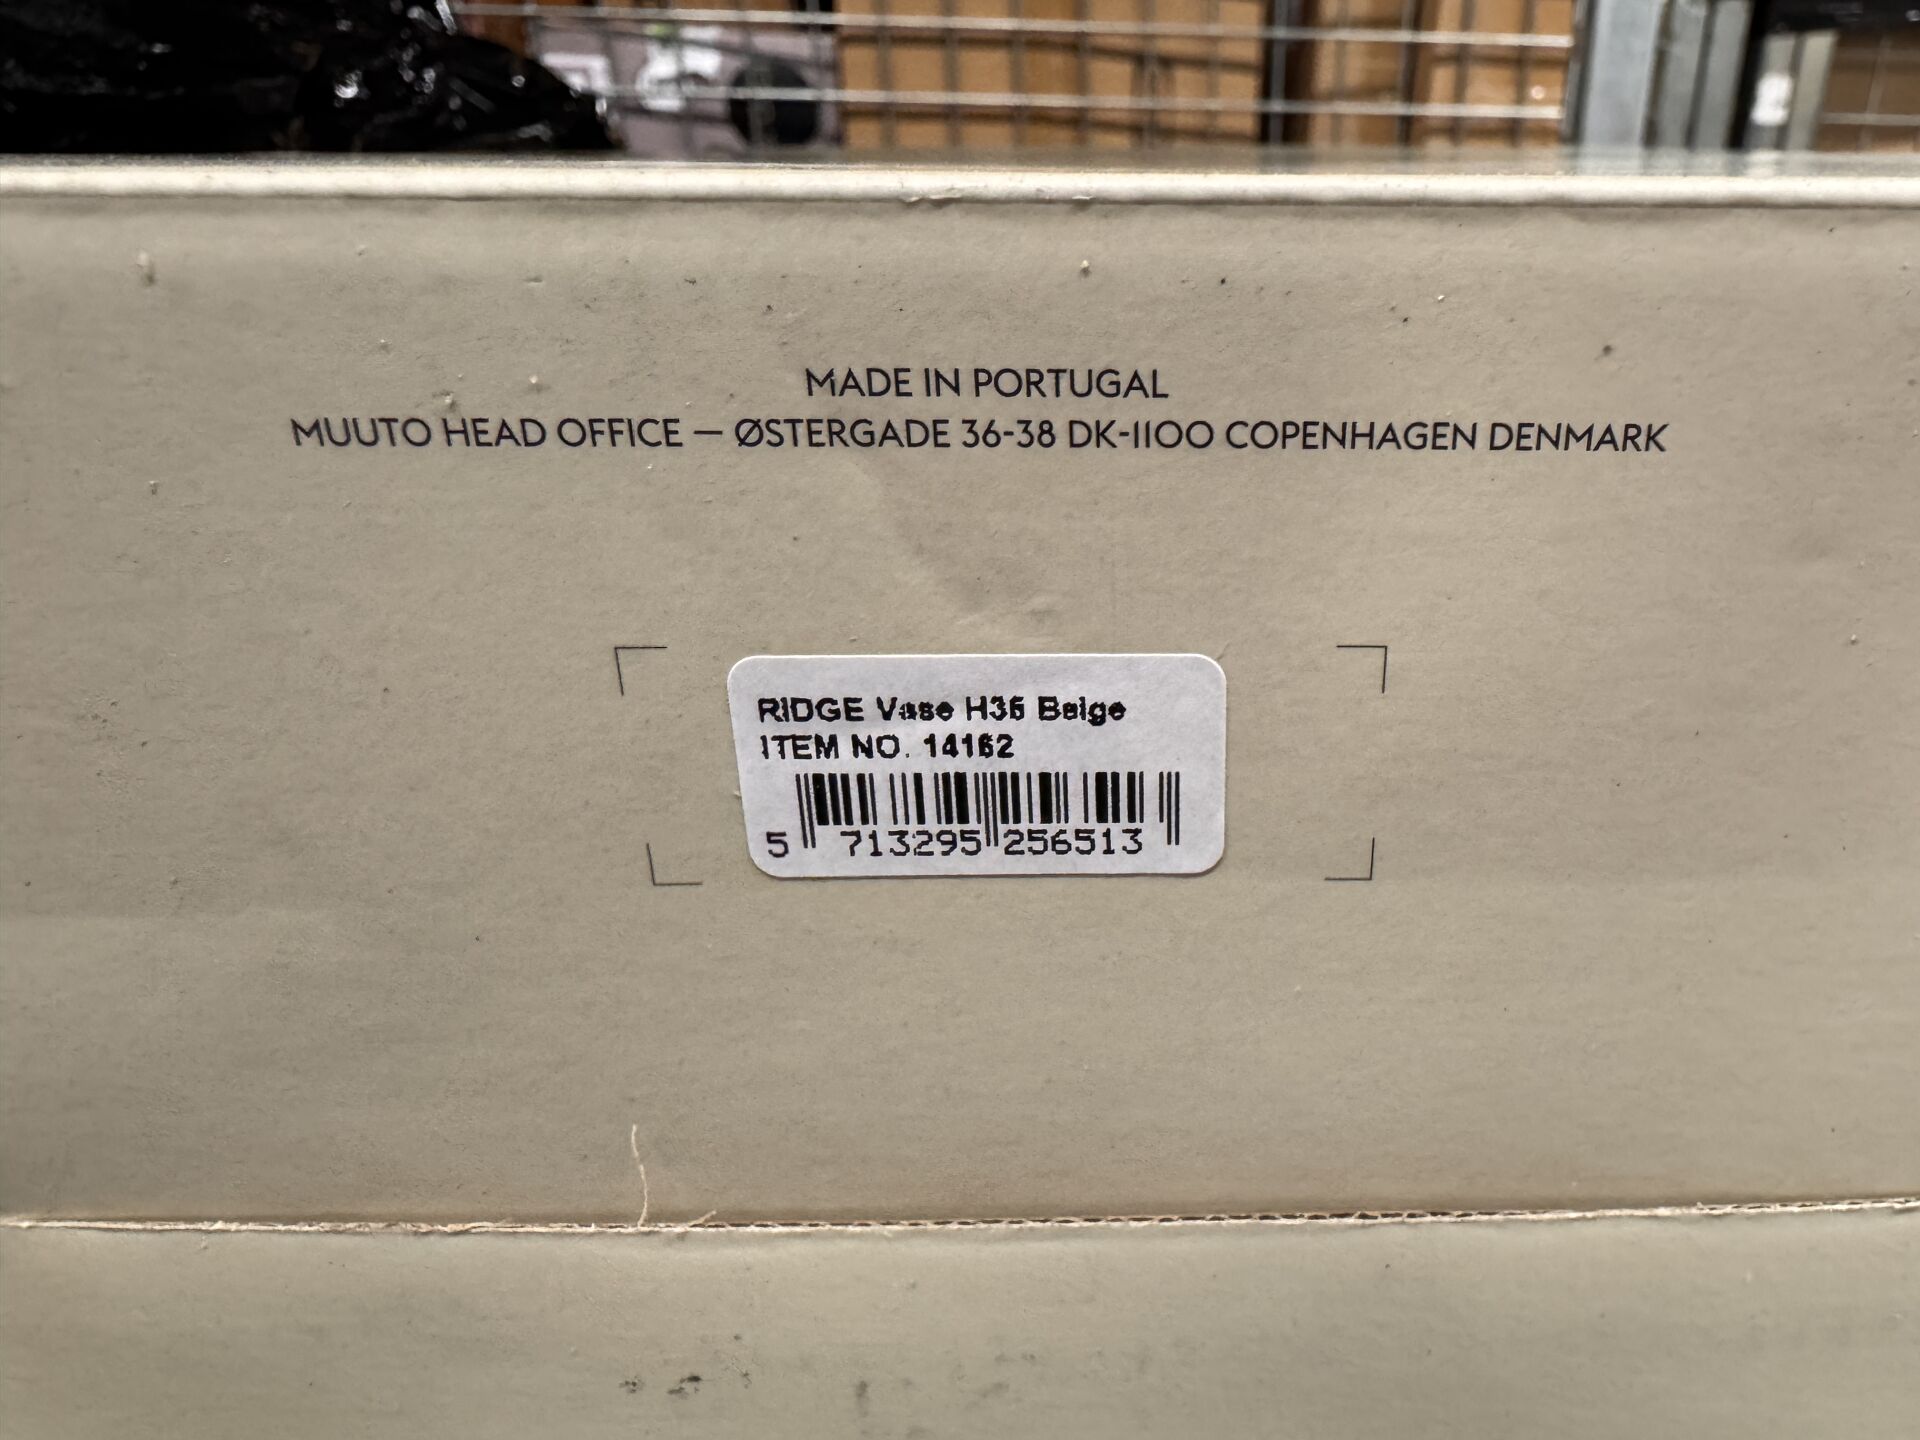 MADE IN PORTUGAL
MUUTO HEAD OFFICE — ØSTERGADE 36-38 DK-1100 COPENHAGEN DENMARK
RIDGE Vase H35 Beige
ITEM NO. 14162
5 713295 256513